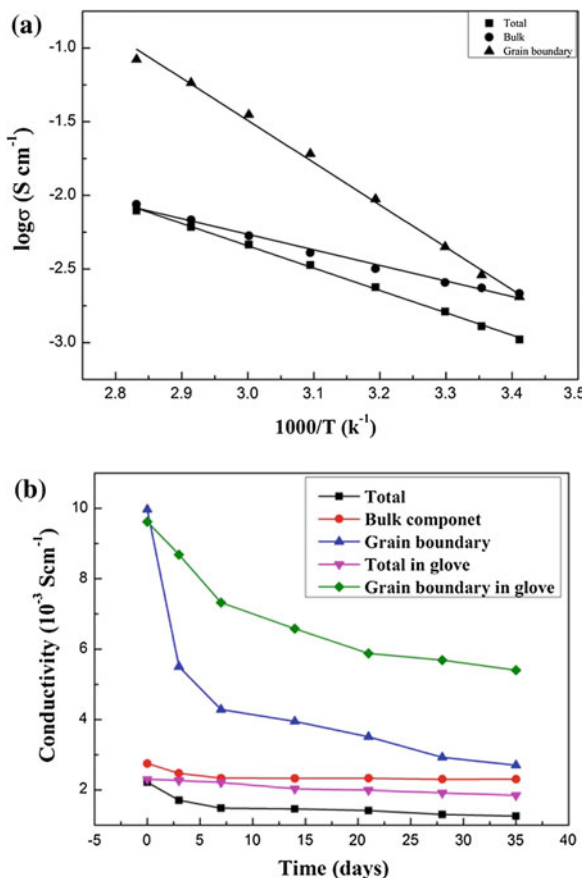 (a)
Total
Bulk
Grain boundary
-1.0
-1.5
-2.0
-2.5
-3.0
logσ (S cm⁻¹)
2.8 2.9 3.0 3.1 3.2 3.3 3.4 3.5
1000/T (k⁻¹)
(b)
Total
Bulk componet
Grain boundary
Total in glove
Grain boundary in glove
10
8
6
4
2
Conductivity (10⁻³ Scm⁻¹)
-5 0 5 10 15 20 25 30 35 40
Time (days)